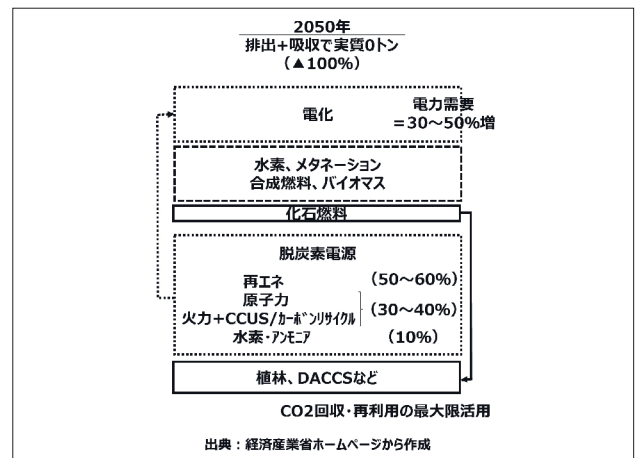 2050年
排出+吸収で実質0トン
(▲100%)
電化
電力需要
=30~50%増
水素、メタネーション
合成燃料、バイオマス
化石燃料
脱炭素電源
再エネ (50~60%)
原子力
火力+CCUS/カーボンリサイクル (30~40%)
水素・アンモニア (10%)
植林、DACCSなど
CO2回収・再利用の最大限活用
出典:経済産業省ホームページから作成